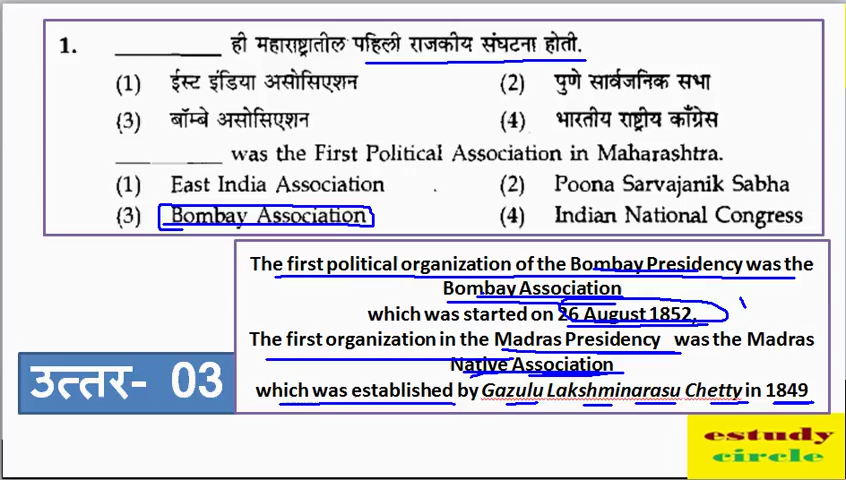 1. ________ ही महाराष्ट्रातील पहिली राजकीय संघटना होती.
(1) ईस्ट इंडिया असोसिएशन (2) पुणे सार्वजनिक सभा
(3) बॉम्बे असोसिएशन (4) भारतीय राष्ट्रीय काँग्रेस
________ was the First Political Association in Maharashtra.
(1) East India Association (2) Poona Sarvajanik Sabha
(3) Bombay Association (4) Indian National Congress
The first political organization of the Bombay Presidency was the
Bombay Association
which was started on 26 August 1852.
The first organization in the Madras Presidency was the Madras
Native Association
which was established by Gazulu Lakshminarasu Chetty in 1849
उत्तर- 03
estudy
circle